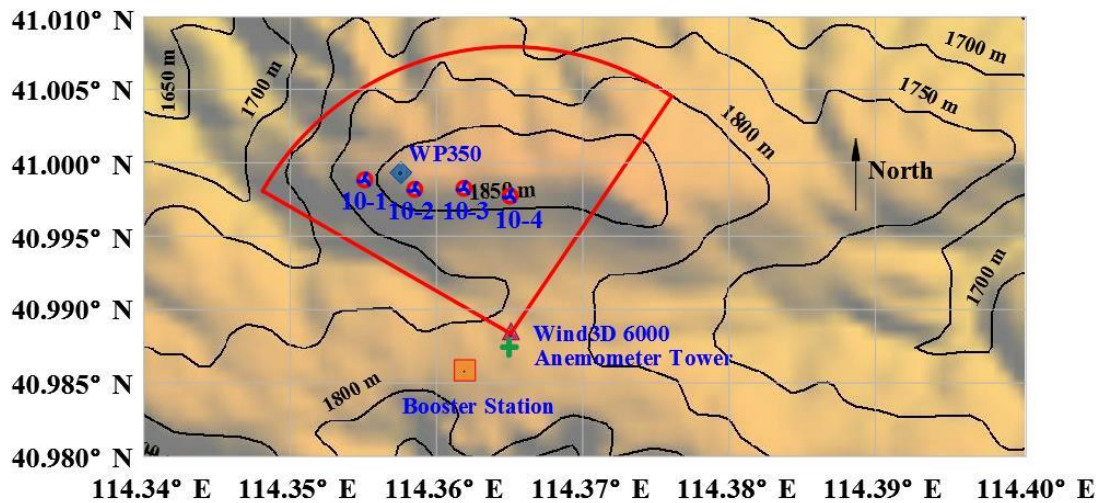 41.010° N
41.005° N
41.000° N
40.995° N
40.990° N
40.985° N
40.980° N
1650 m
1700 m
1700 m
1750 m
1800 m
WP350
North
1850 m
10-1
10-2
10-3
10-4
1700 m
Wind3D 6000
Anemometer Tower
1800 m
Booster Station
114.34° E
114.35° E
114.36° E
114.37° E
114.38° E
114.39° E
114.40° E